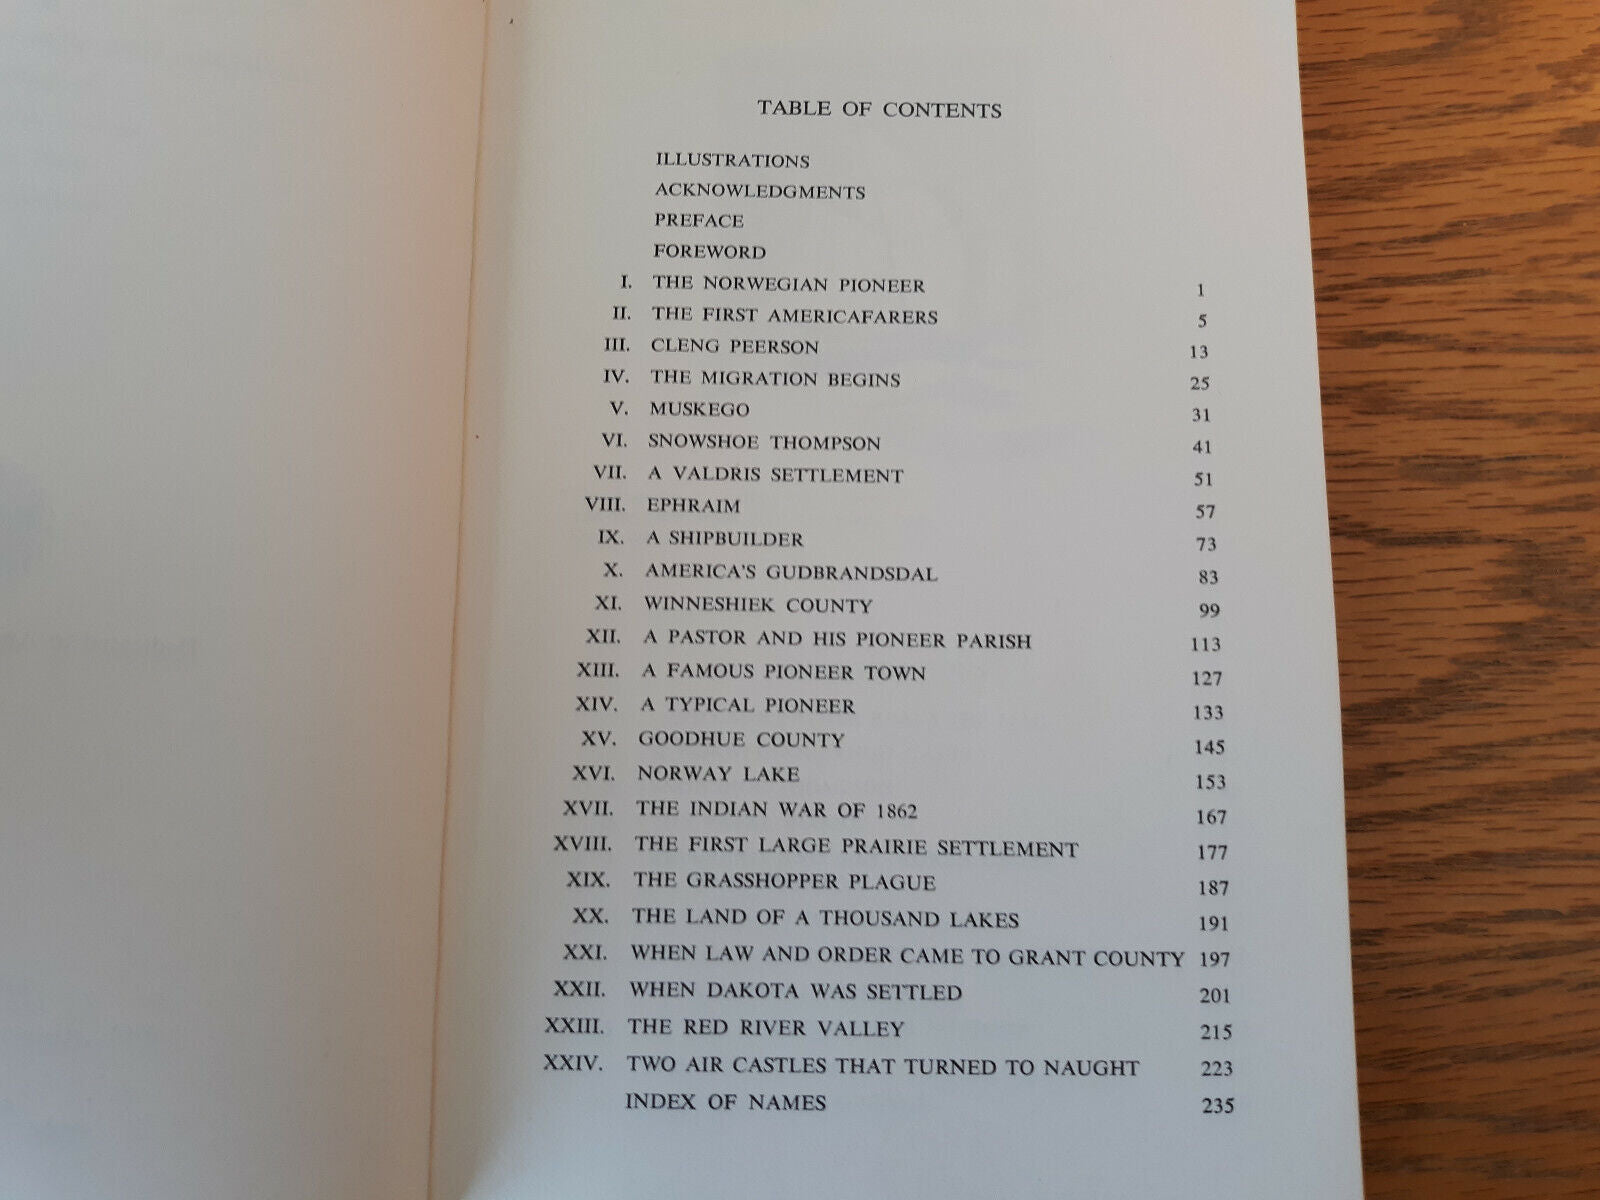 TABLE OF CONTENTS
ILLUSTRATIONS
ACKNOWLEDGMENTS
PREFACE
FOREWORD
I. THE NORWEGIAN PIONEER 1
II. THE FIRST AMERICAFARERS 5
III. CLENG PEERSON 13
IV. THE MIGRATION BEGINS 25
V. MUSKEGO 31
VI. SNOWSHOE THOMPSON 41
VII. A VALDRIS SETTLEMENT 51
VIII. EPHRAIM 57
IX. A SHIPBUILDER 73
X. AMERICA'S GUDBRANDSDAL 83
XI. WINNESHIEK COUNTY 99
XII. A PASTOR AND HIS PIONEER PARISH 113
XIII. A FAMOUS PIONEER TOWN 127
XIV. A TYPICAL PIONEER 133
XV. GOODHUE COUNTY 145
XVI. NORWAY LAKE 153
XVII. THE INDIAN WAR OF 1862 167
XVIII. THE FIRST LARGE PRAIRIE SETTLEMENT 177
XIX. THE GRASSHOPPER PLAGUE 187
XX. THE LAND OF A THOUSAND LAKES 191
XXI. WHEN LAW AND ORDER CAME TO GRANT COUNTY 197
XXII. WHEN DAKOTA WAS SETTLED 201
XXIII. THE RED RIVER VALLEY 215
XXIV. TWO AIR CASTLES THAT TURNED TO NAUGHT 223
INDEX OF NAMES 235